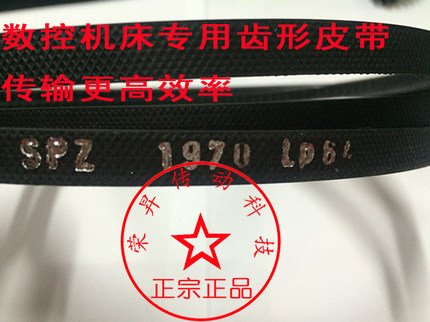 数控机床专用齿形皮带
传输更高效率
SPZ 1970 Lp64
荣昇传动科技
正宗正品